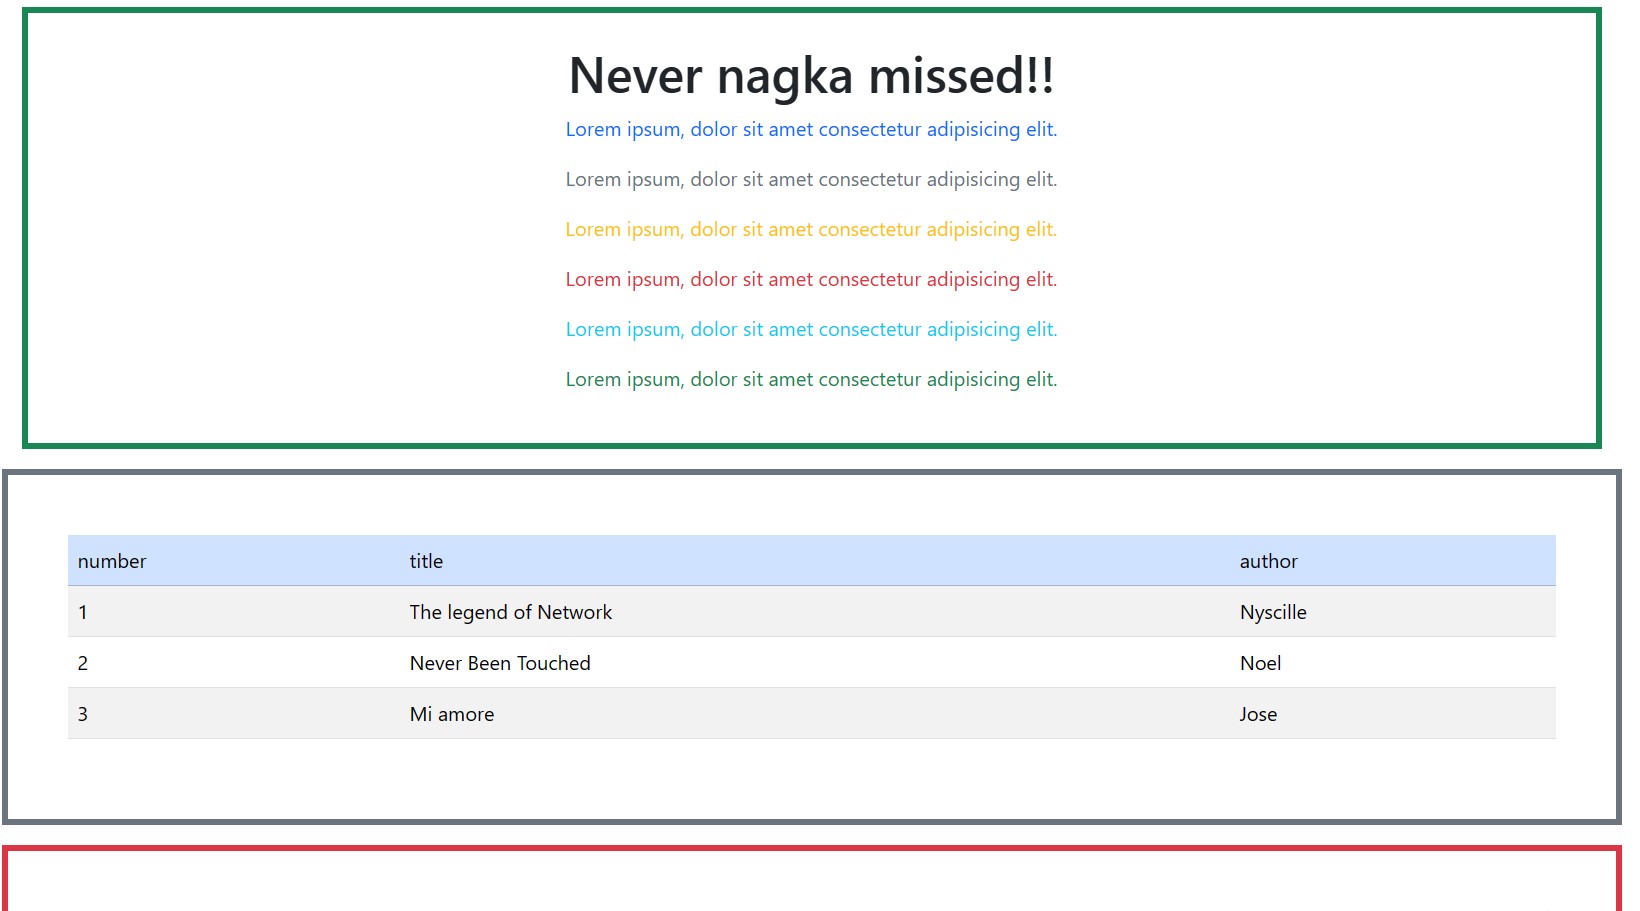 Never nagka missed!!
Lorem ipsum, dolor sit amet consectetur adipisicing elit.
Lorem ipsum, dolor sit amet consectetur adipisicing elit.
Lorem ipsum, dolor sit amet consectetur adipisicing elit.
Lorem ipsum, dolor sit amet consectetur adipisicing elit.
Lorem ipsum, dolor sit amet consectetur adipisicing elit.
Lorem ipsum, dolor sit amet consectetur adipisicing elit.
number title author
1 The legend of Network Nyscille
2 Never Been Touched Noel
3 Mi amore Jose